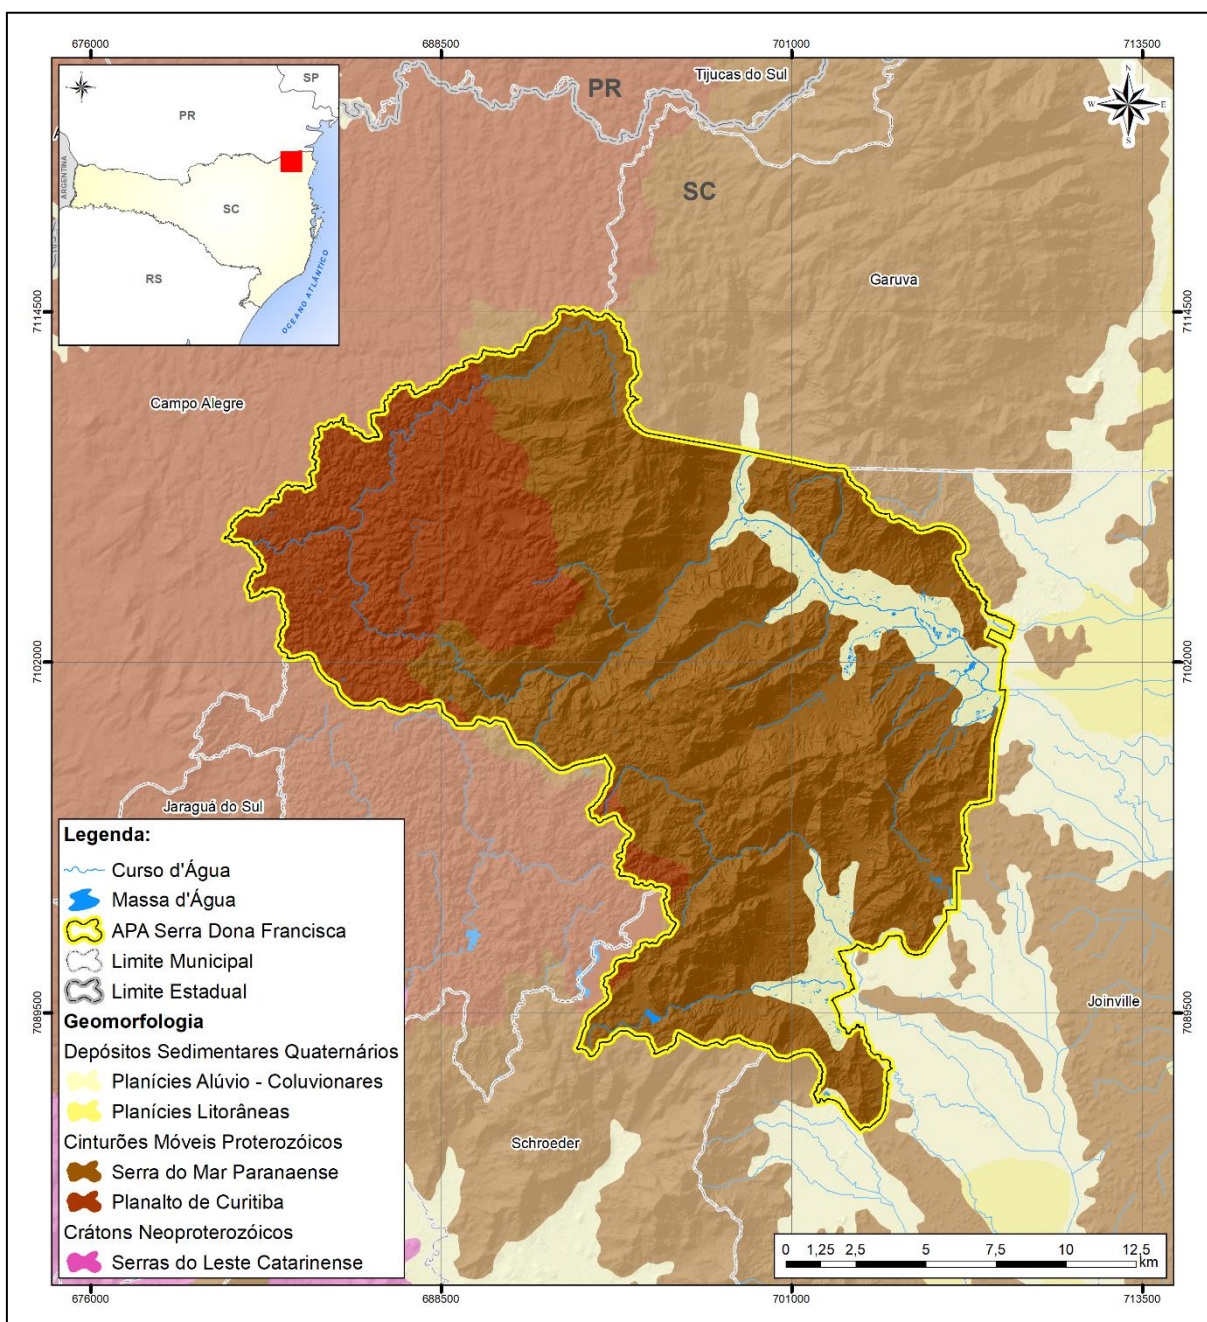 676000
688500
701000
713500
SP
PR
ARGENTINA
SC
RS
OCEANO ATLÂNTICO
PR
Tijucas do Sul
N
W
E
S
SC
Garuva
7114500
7114500
Campo Alegre
7102000
7102000
Jaraguá do Sul
Legenda:
Curso d'Água
Massa d'Água
APA Serra Dona Francisca
Limite Municipal
Limite Estadual
Geomorfologia
Depósitos Sedimentares Quaternários
Planícies Alúvio - Coluvionares
Planícies Litorâneas
Cinturões Móveis Proterozóicos
Serra do Mar Paranaense
Planalto de Curitiba
Crátons Neoproterozóicos
Serras do Leste Catarinense
7089500
7089500
Joinville
Schroeder
0 1,25 2,5 5 7,5 10 12,5
km
676000
688500
701000
713500